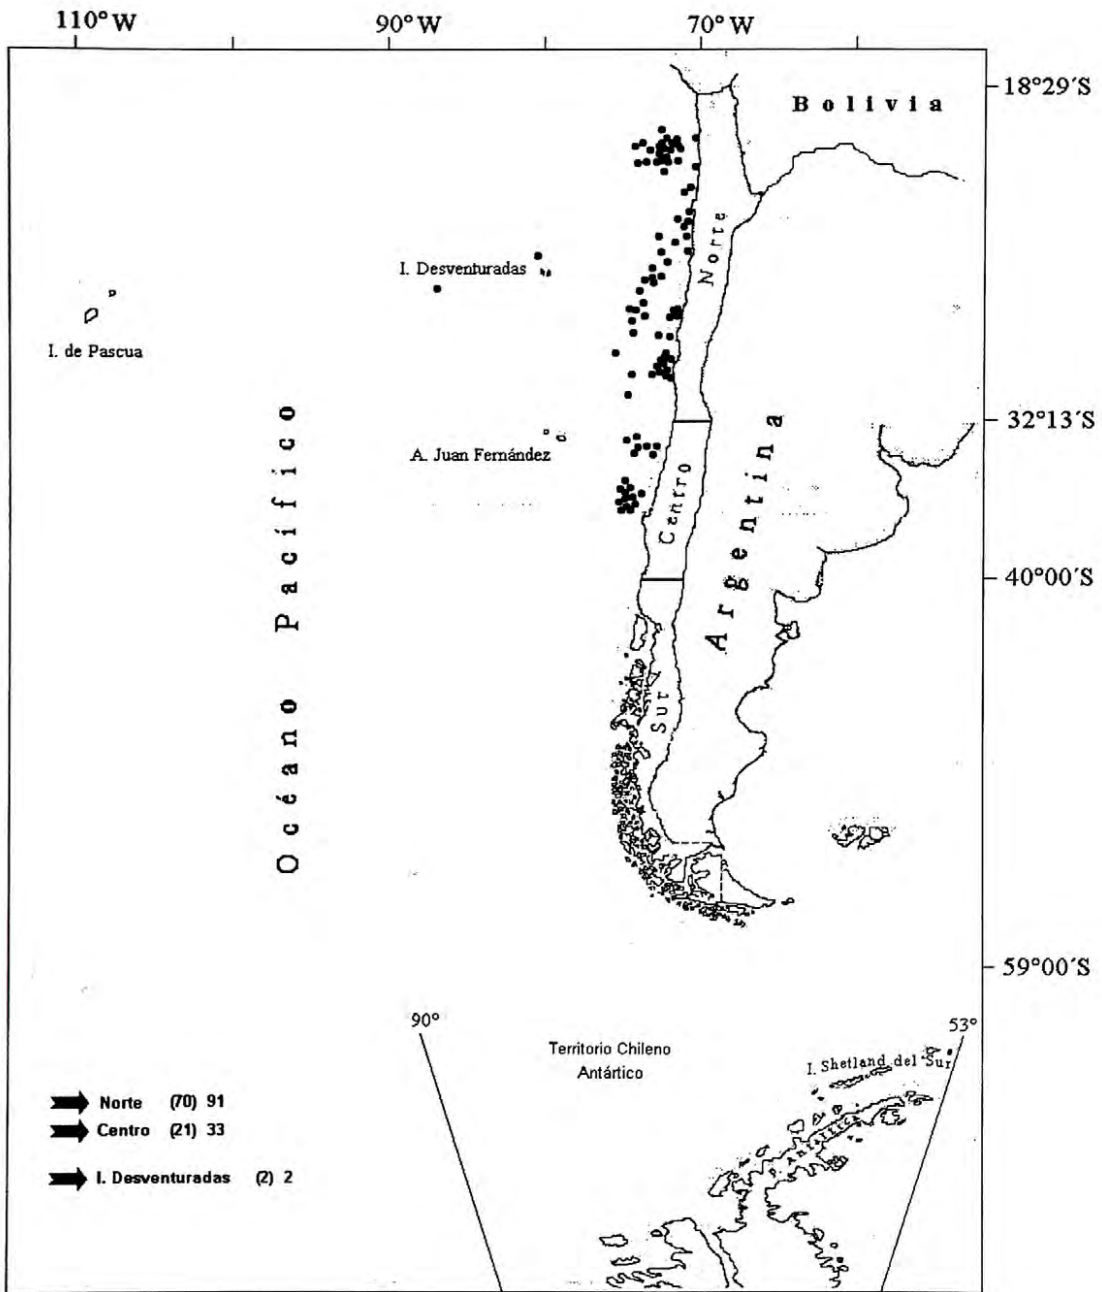 110°W 90°W 70°W
18°29´S
Bolivia
Norte
I. Desventuradas
I. de Pascua
32°13´S
A. Juan Fernández
Centro
Argentina
Océano Pacífico
40°00´S
Sur
59°00´S
90° 53°
Territorio Chileno
Antártico
I. Shetland del Sur
P. Antártica
Norte (70) 91
Centro (21) 33
I. Desventuradas (2) 2